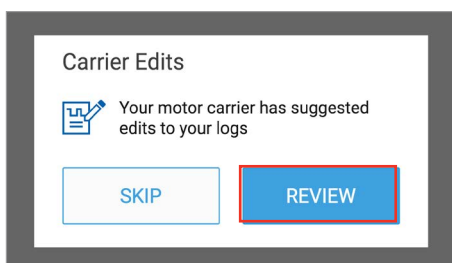 Carrier Edits
Your motor carrier has suggested
edits to your logs
SKIP
REVIEW